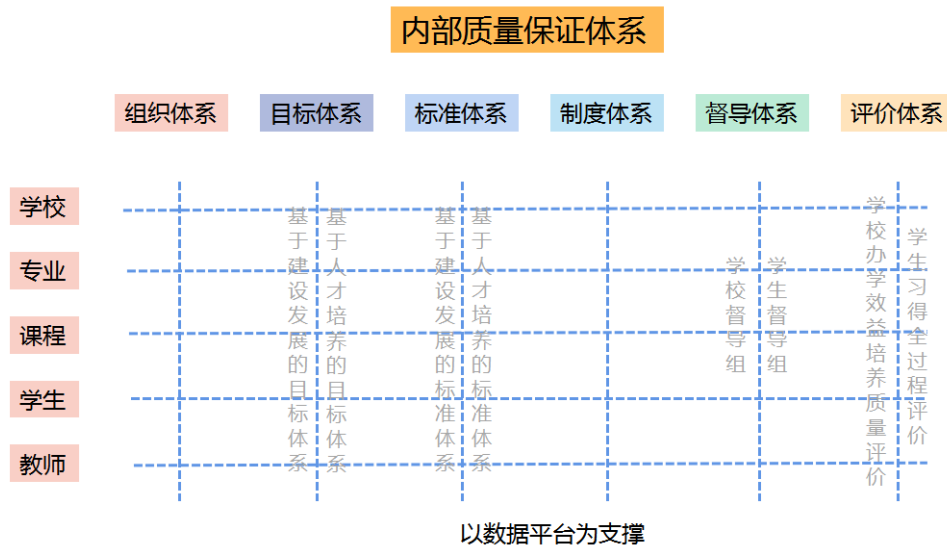 内部质量保证体系
组织体系
目标体系
标准体系
制度体系
督导体系
评价体系
学校
专业
课程
学生
教师
基于建设发展的目标体系
基于人才培养的目标体系
基于建设发展的标准体系
基于人才培养的标准体系
学校督导组
学生督导组
学校办学效益培养质量评价
学生习得全过程评价
以数据平台为支撑